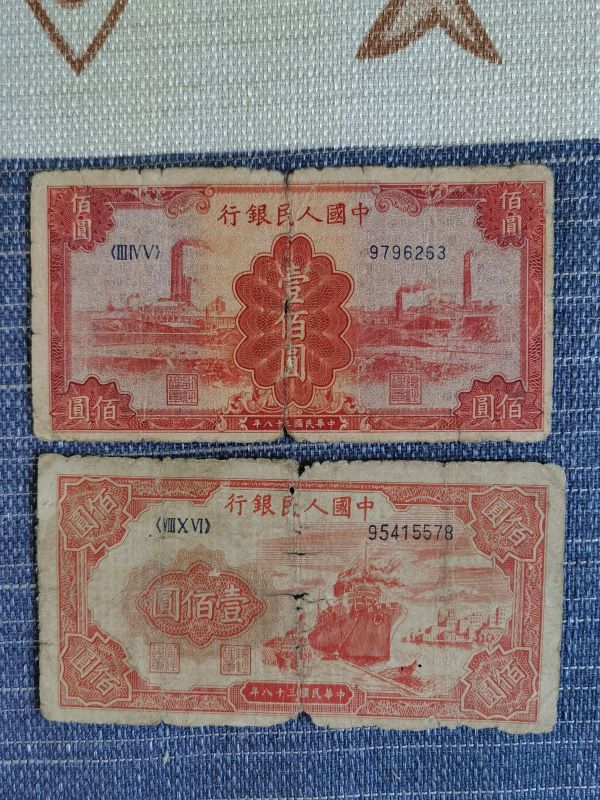 行銀民人國中
佰圓
佰圓
〈ⅢⅣⅤ〉
9796263
壹佰圓
圓佰
圓佰
年八十三國民華中
行銀民人國中
圓佰
圓佰
〈ⅧⅩⅥ〉
95415578
圓佰壹
圓佰
圓佰
年八十三國民華中